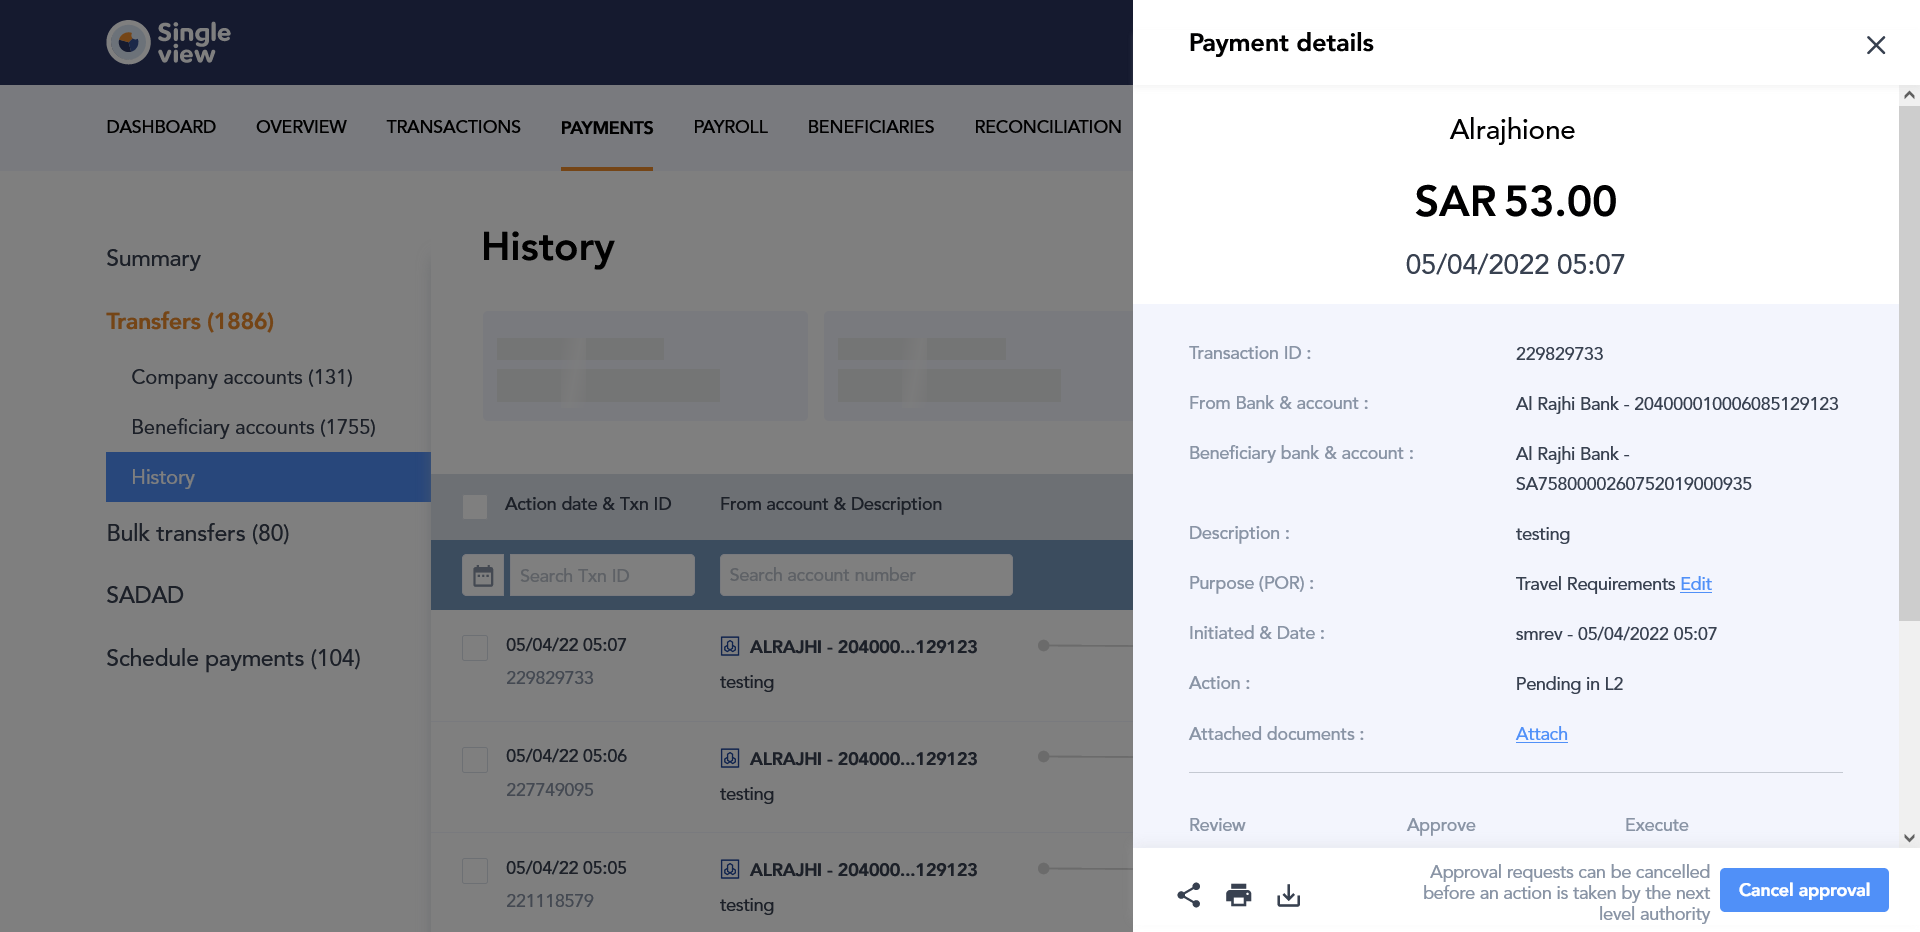 Single
view
DASHBOARD OVERVIEW TRANSACTIONS PAYMENTS PAYROLL BENEFICIARIES RECONCILIATION
Summary
Transfers (1886)
Company accounts (131)
Beneficiary accounts (1755)
History
Bulk transfers (80)
SADAD
Schedule payments (104)
History
Action date & Txn ID From account & Description
Search Txn ID Search account number
05/04/22 05:07 ALRAJHI - 204000...129123
229829733 testing
05/04/22 05:06 ALRAJHI - 204000...129123
227749095 testing
05/04/22 05:05 ALRAJHI - 204000...129123
221118579 testing
Payment details
Alrajhione
SAR 53.00
05/04/2022 05:07
Transaction ID : 229829733
From Bank & account : Al Rajhi Bank - 204000010006085129123
Beneficiary bank & account : Al Rajhi Bank -
SA7580000260752019000935
Description : testing
Purpose (POR) : Travel Requirements Edit
Initiated & Date : smrev - 05/04/2022 05:07
Action : Pending in L2
Attached documents : Attach
Review Approve Execute
Approval requests can be cancelled
before an action is taken by the next
level authority
Cancel approval